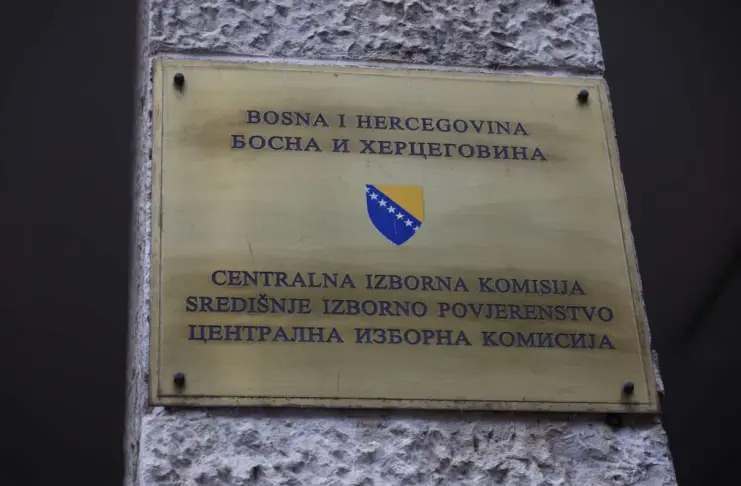 BOSNA I HERCEGOVINA
БОСНА И ХЕРЦЕГОВИНА
CENTRALNA IZBORNA KOMISIJA
SREDIŠNJE IZBORNO POVJERENSTVO
ЦЕНТРАЛНА ИЗБОРНА КОМИСИЈА